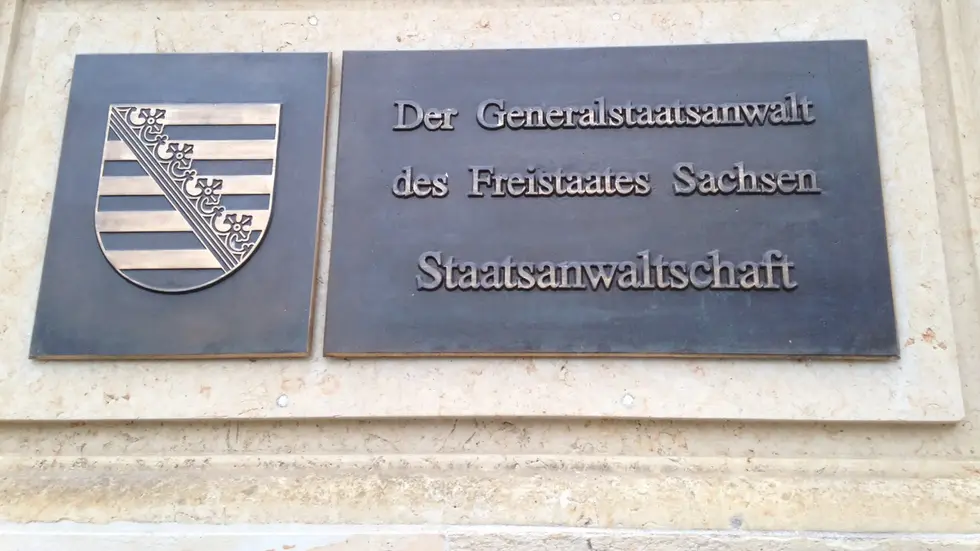 Der Generalstaatsanwalt
des Freistaates Sachsen
Staatsanwaltschaft